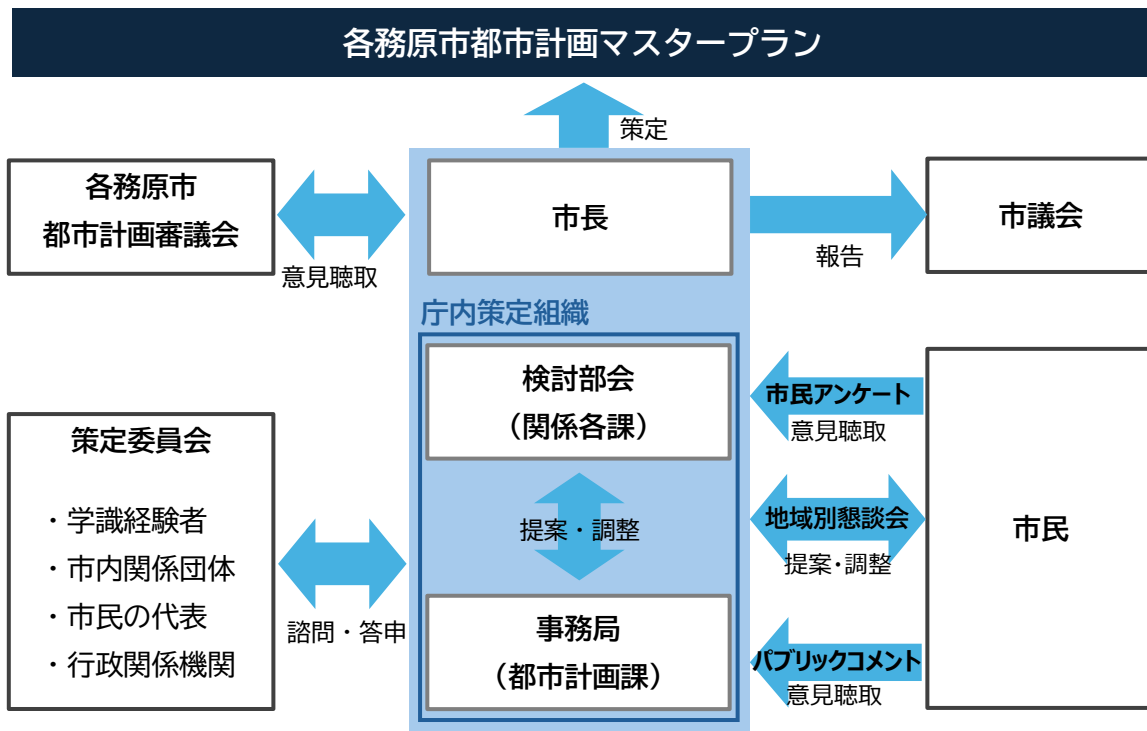 各務原市都市計画マスタープラン
策定
各務原市
都市計画審議会
意見聴取
市長
報告
市議会
庁内策定組織
検討部会
（関係各課）
提案・調整
事務局
（都市計画課）
策定委員会
・学識経験者
・市内関係団体
・市民の代表
・行政関係機関
諮問・答申
市民アンケート
意見聴取
地域別懇談会
提案・調整
パブリックコメント
意見聴取
市民